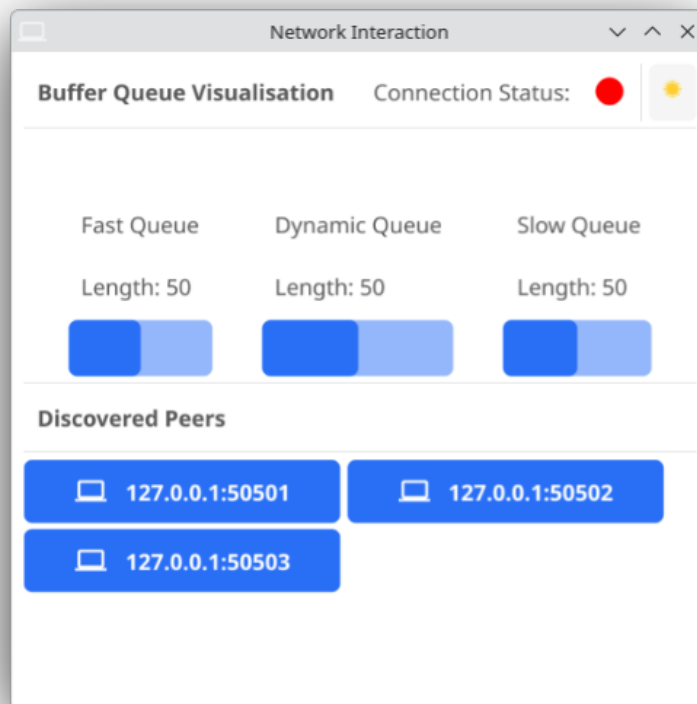 Network Interaction
Buffer Queue Visualisation Connection Status:
Fast Queue Dynamic Queue Slow Queue
Length: 50 Length: 50 Length: 50
Discovered Peers
127.0.0.1:50501 127.0.0.1:50502
127.0.0.1:50503